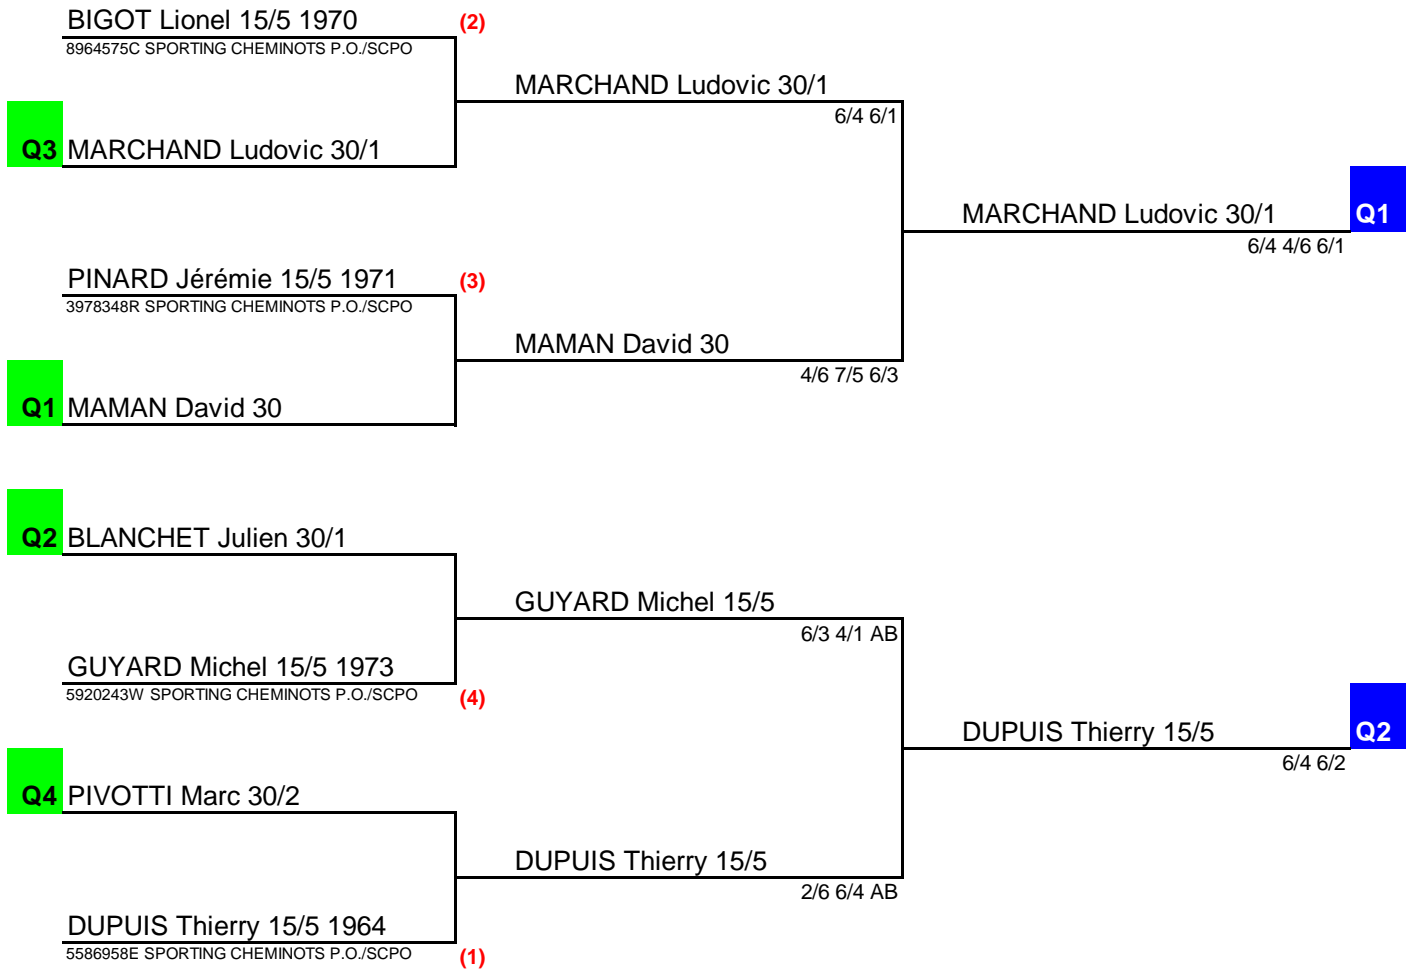 BIGOT Lionel 15/5 1970 (2)
8964575C SPORTING CHEMINOTS P.O./SCPO
MARCHAND Ludovic 30/1
6/4 6/1
Q3 MARCHAND Ludovic 30/1
MARCHAND Ludovic 30/1 Q1
6/4 4/6 6/1
PINARD Jérémie 15/5 1971 (3)
3978348R SPORTING CHEMINOTS P.O./SCPO
MAMAN David 30
4/6 7/5 6/3
Q1 MAMAN David 30
Q2 BLANCHET Julien 30/1
GUYARD Michel 15/5
6/3 4/1 AB
GUYARD Michel 15/5 1973
5920243W SPORTING CHEMINOTS P.O./SCPO (4)
DUPUIS Thierry 15/5 Q2
6/4 6/2
Q4 PIVOTTI Marc 30/2
DUPUIS Thierry 15/5
2/6 6/4 AB
DUPUIS Thierry 15/5 1964
5586958E SPORTING CHEMINOTS P.O./SCPO (1)